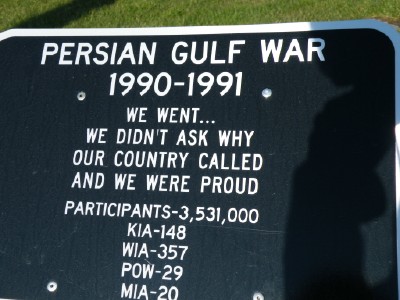 PERSIAN GULF WAR
1990-1991
WE WENT...
WE DIDN'T ASK WHY
OUR COUNTRY CALLED
AND WE WERE PROUD
PARTICIPANTS-3,531,000
KIA-148
WIA-357
POW-29
MIA-20